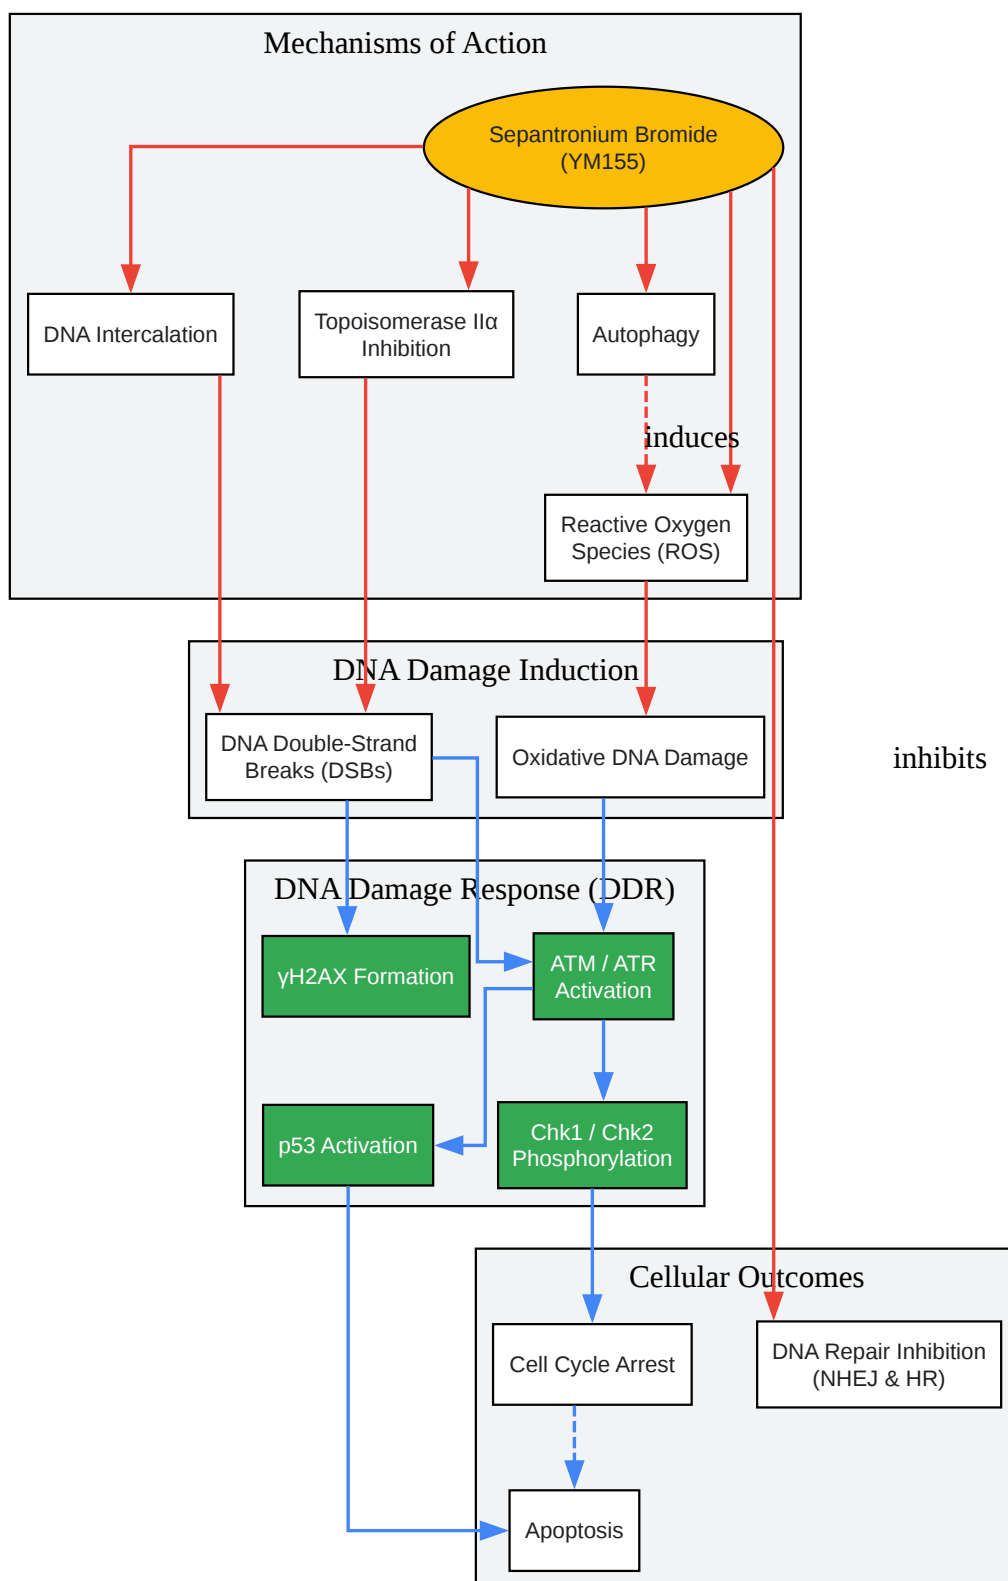 Mechanisms of Action
Sepantronium Bromide
(YM155)
DNA Intercalation
Topoisomerase IIα
Inhibition
Autophagy
induces
Reactive Oxygen
Species (ROS)
DNA Damage Induction
DNA Double-Strand
Breaks (DSBs)
Oxidative DNA Damage
inhibits
DNA Damage Response (DDR)
γH2AX Formation
ATM / ATR
Activation
p53 Activation
Chk1 / Chk2
Phosphorylation
Cellular Outcomes
Cell Cycle Arrest
DNA Repair Inhibition
(NHEJ & HR)
Apoptosis